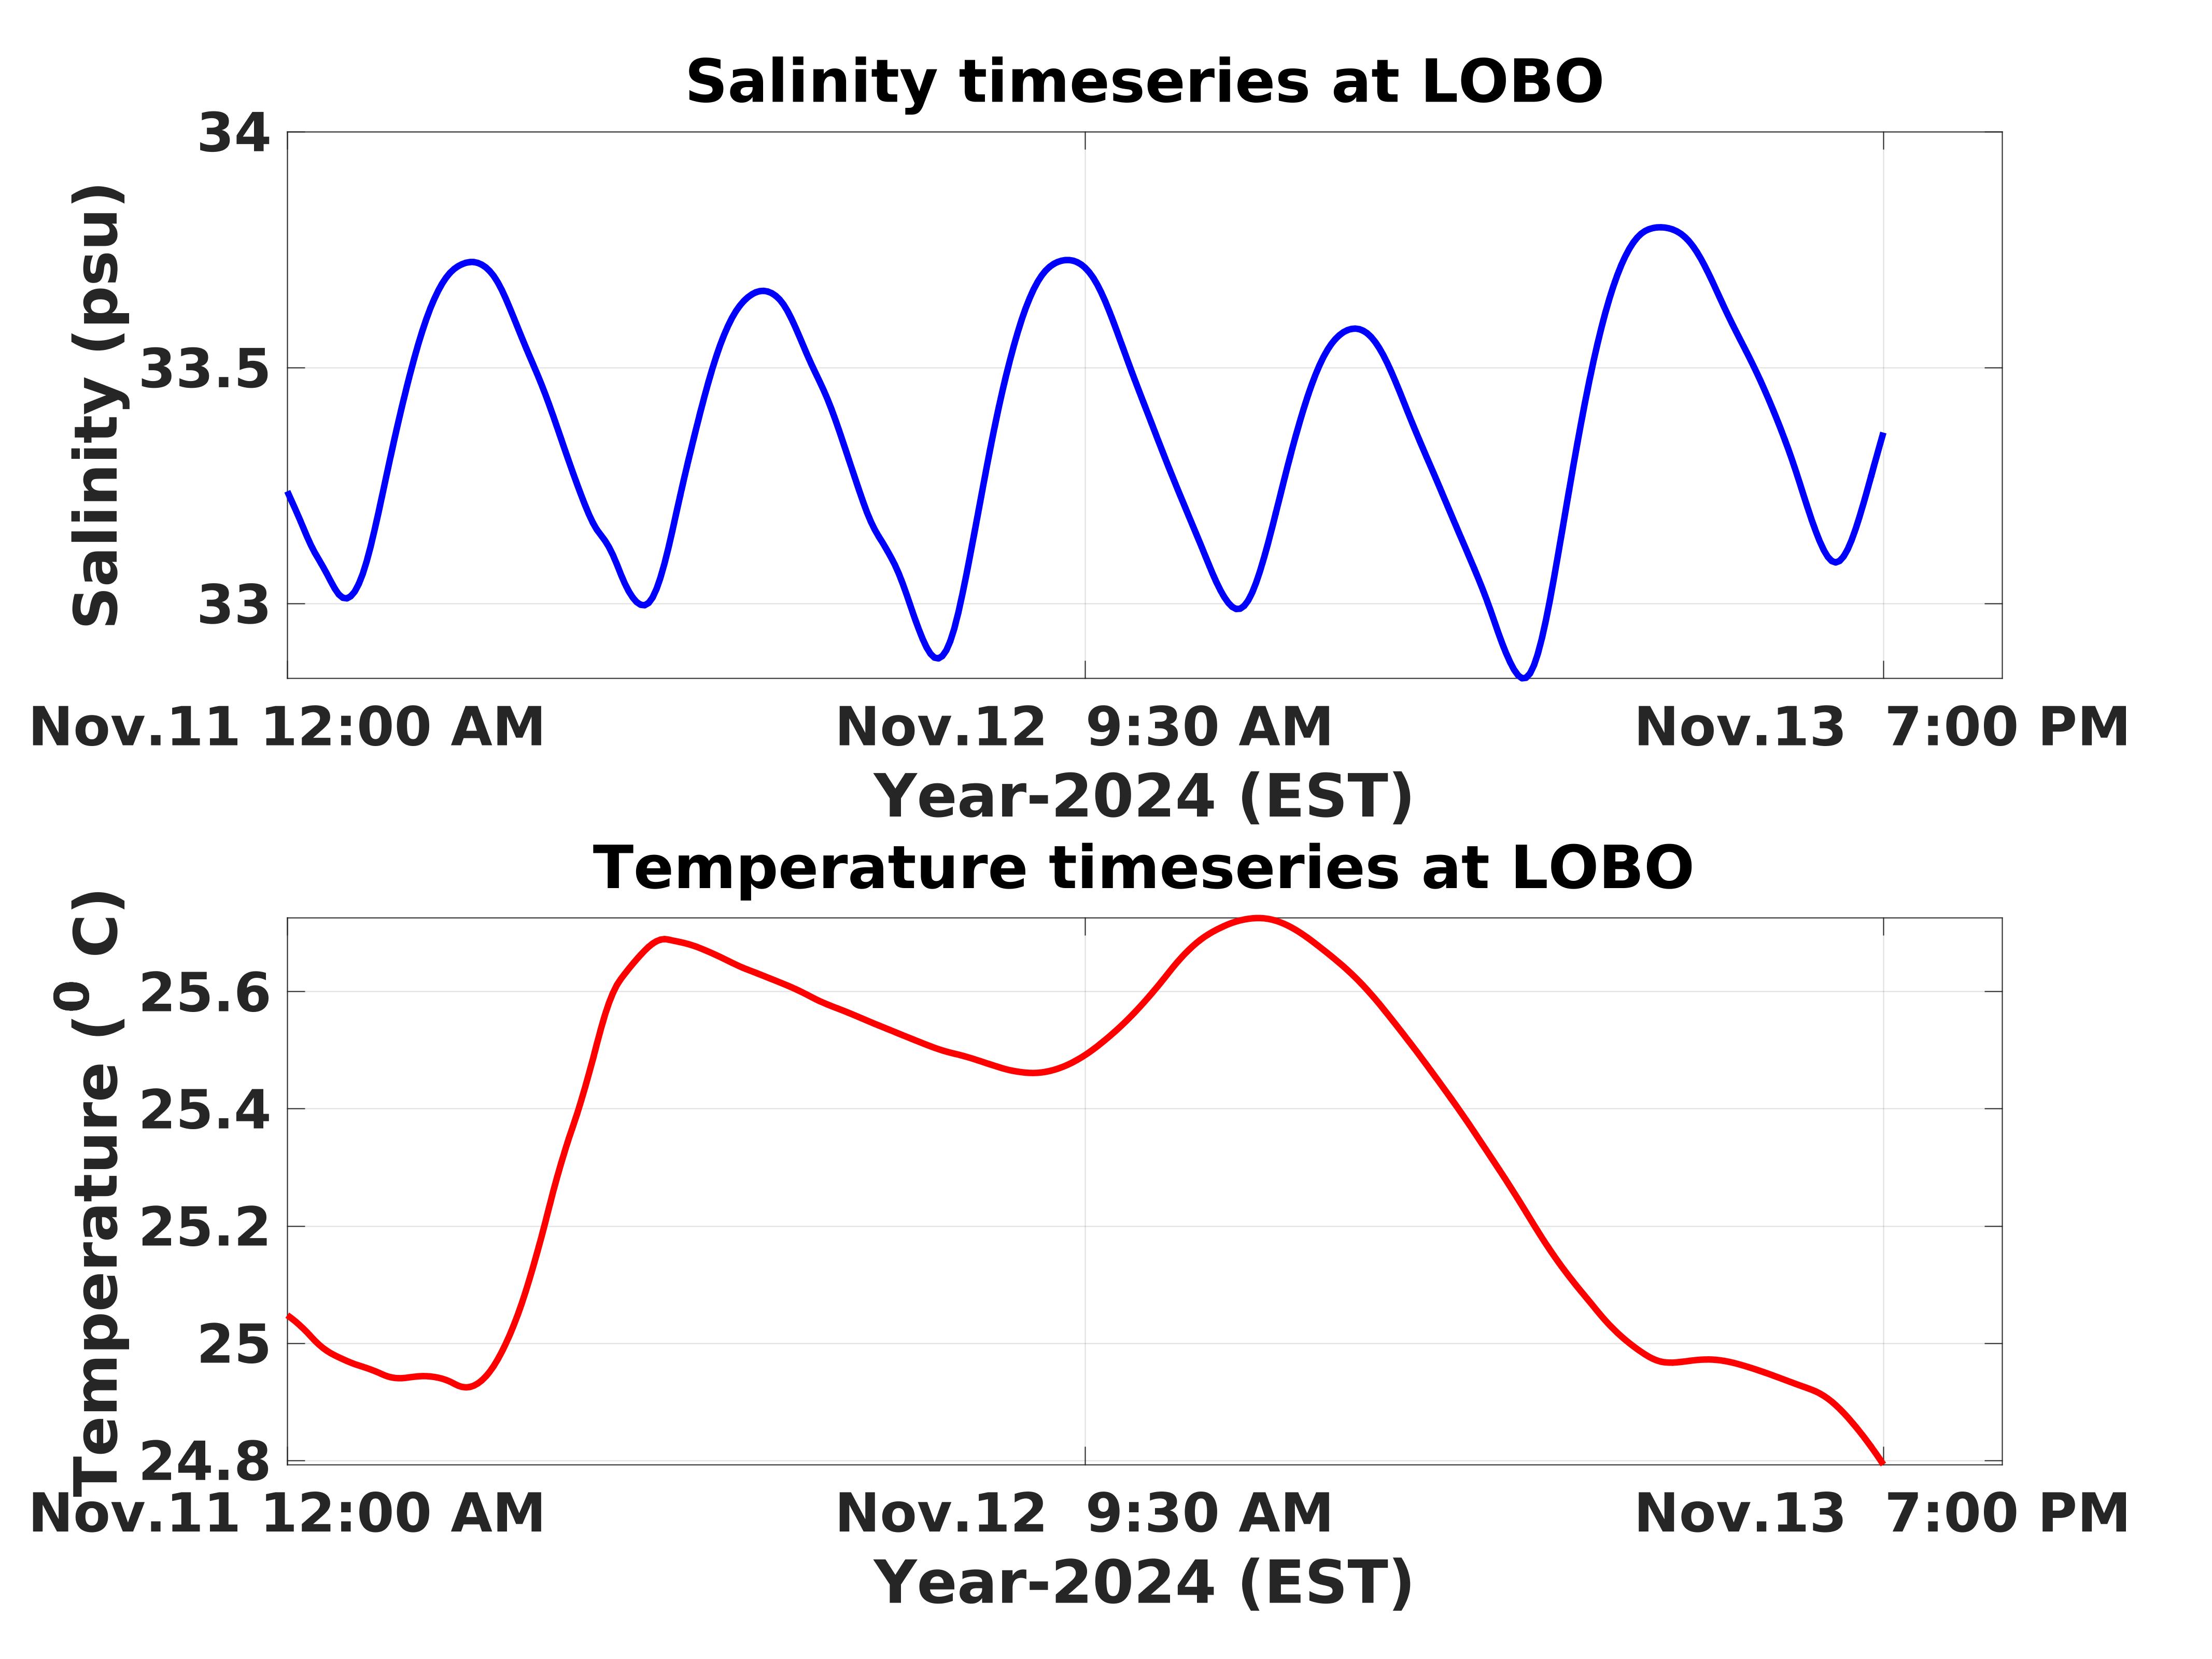 Salinity timeseries at LOBO
Salinity (psu)
34
33.5
33
Nov.11 12:00 AM
Nov.12  9:30 AM
Nov.13  7:00 PM
Year-2024 (EST)
Temperature timeseries at LOBO
Temperature (⁰ C)
25.6
25.4
25.2
25
24.8
Nov.11 12:00 AM
Nov.12  9:30 AM
Nov.13  7:00 PM
Year-2024 (EST)